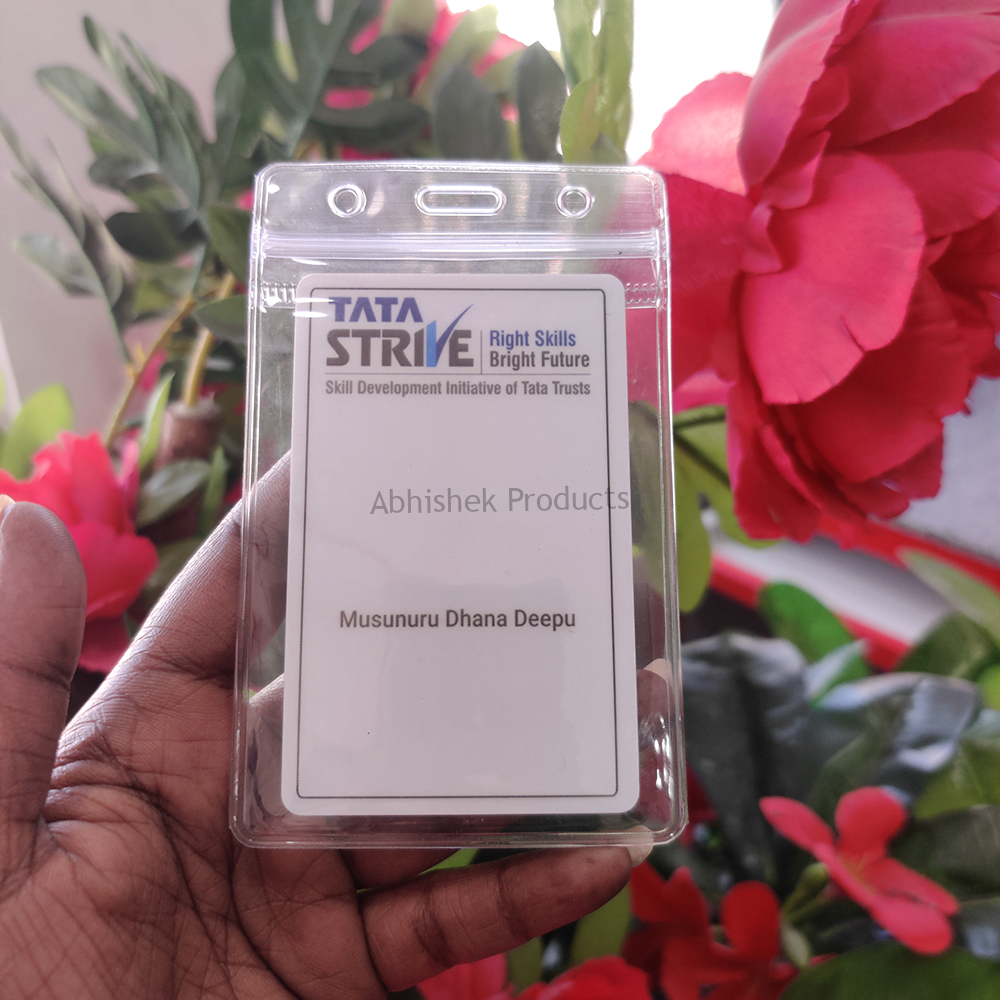 TATA
STRIVE
Right Skills
Bright Future
Skill Development Initiative of Tata Trusts
Abhishek Products
Musunuru Dhana Deepu